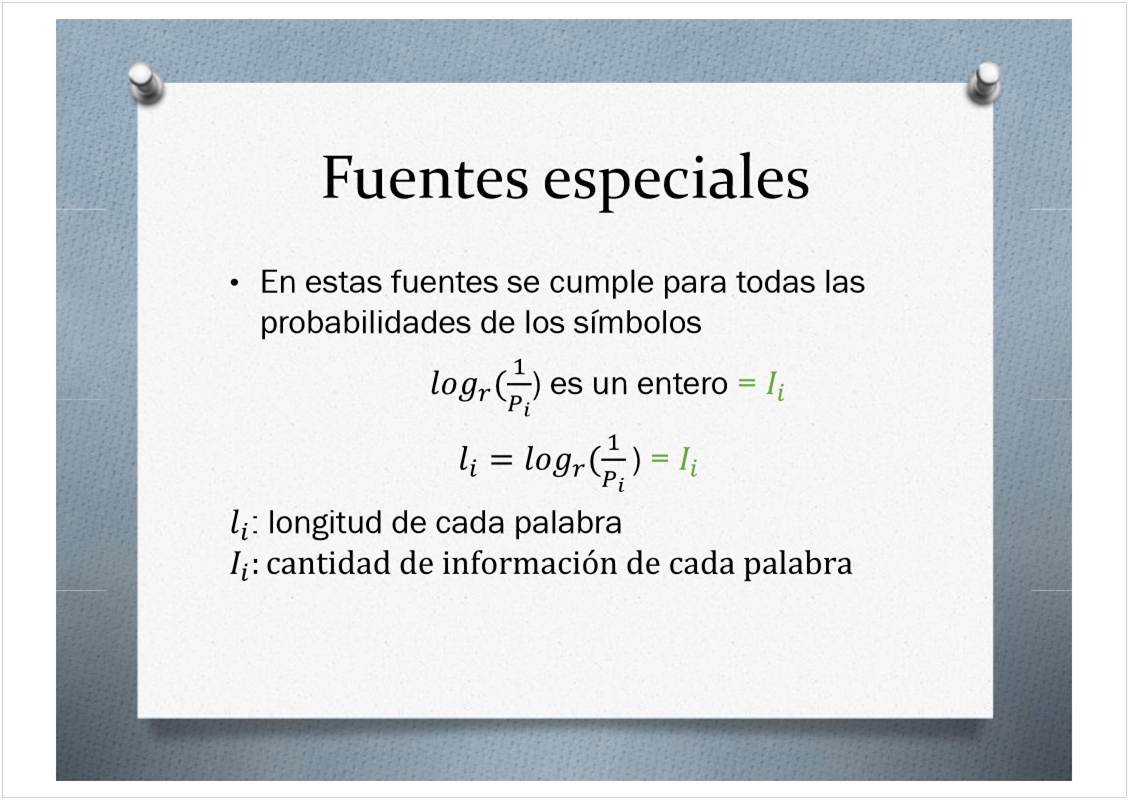 Fuentes especiales
• En estas fuentes se cumple para todas las
probabilidades de los símbolos
log_r(1/P_i) es un entero = I_i
l_i = log_r(1/P_i) = I_i
l_i: longitud de cada palabra
I_i: cantidad de información de cada palabra